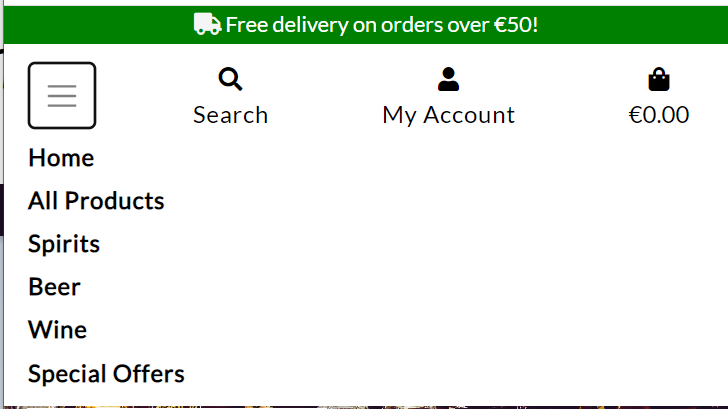 Free delivery on orders over €50!
Search My Account €0.00
Home
All Products
Spirits
Beer
Wine
Special Offers